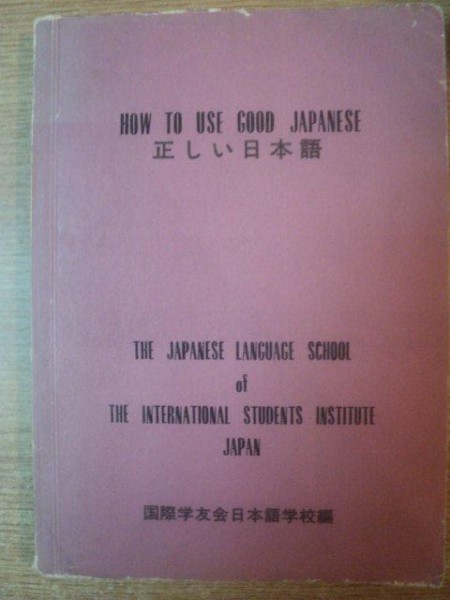 HOW TO USE GOOD JAPANESE
正しい日本語
THE JAPANESE LANGUAGE SCHOOL
of
THE INTERNATIONAL STUDENTS INSTITUTE
JAPAN
国際学友会日本語学校編